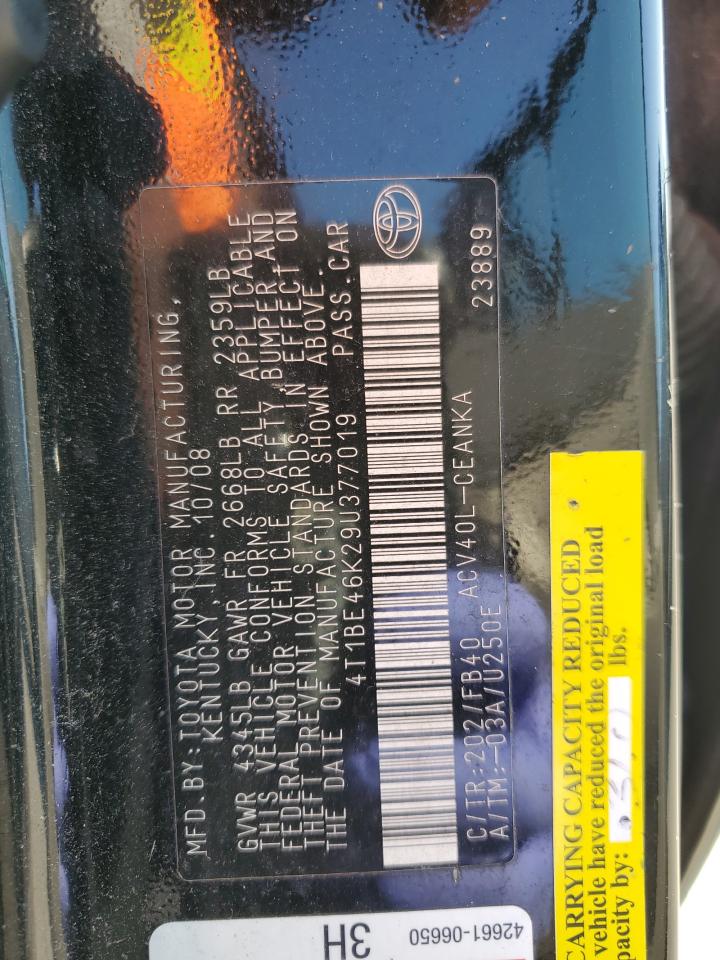 MFD.BY:TOYOTA MOTOR MANUFACTURING,
KENTUCKY, INC. 10/08
GVWR 4345LB GAWR FR 2668LB RR 2359LB
THIS VEHICLE CONFORMS TO ALL APPLICABLE
FEDERAL MOTOR VEHICLE SAFETY, BUMPER AND
THEFT PREVENTION STANDARDS IN EFFECT ON
THE DATE OF MANUFACTURE SHOWN ABOVE.
4T1BE46K29U377019 PASS.CAR
C/TR:202/FB40 ACV40L-CEANKA 23889
A/TM:-03A/U250E
CARRYING CAPACITY REDUCED
vehicle have reduced the original load
pacity by: lbs.
42661-06650
3H